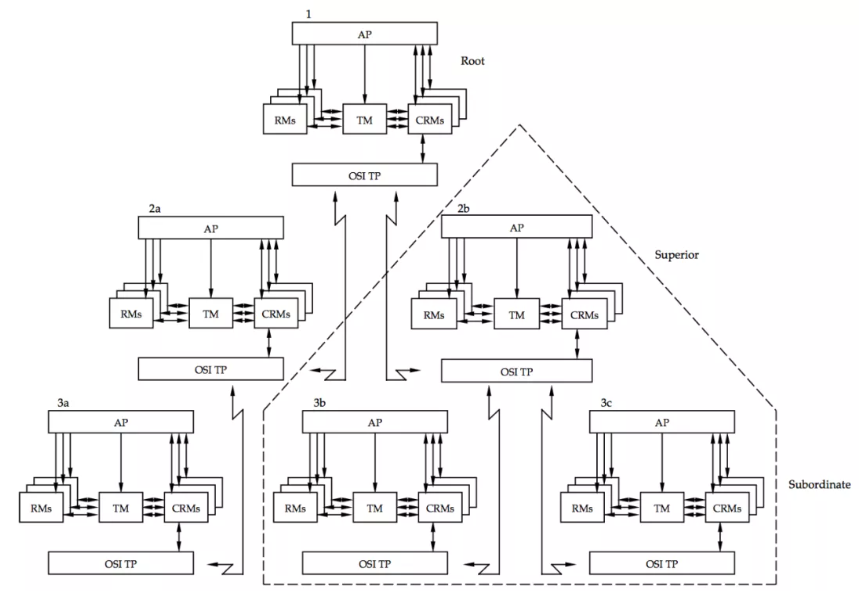 1
AP
Root
RMs TM CRMs
OSI TP
2a 2b
AP AP
Superior
RMs TM CRMs RMs TM CRMs
OSI TP OSI TP
3a 3b 3c
AP AP AP
Subordinate
RMs TM CRMs RMs TM CRMs RMs TM CRMs
OSI TP OSI TP OSI TP